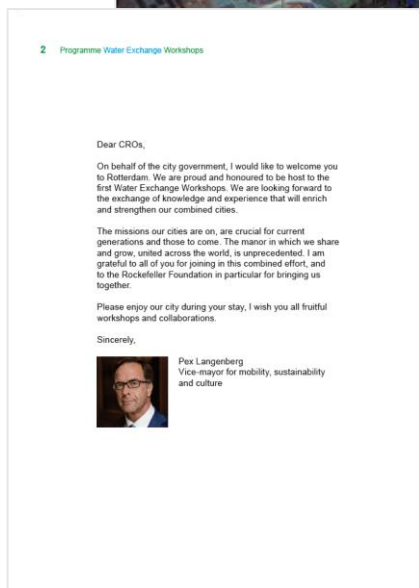 2 Programme Water Exchange Workshops
Dear CROs,
On behalf of the city government, I would like to welcome you
to Rotterdam. We are proud and honoured to be host to the
first Water Exchange Workshops. We are looking forward to
the exchange of knowledge and experience that will enrich
and strengthen our combined cities.
The missions our cities are on, are crucial for current
generations and those to come. The manor in which we share
and grow, united across the world, is unprecedented. I am
grateful to all of you for joining in this combined effort, and
to the Rockefeller Foundation in particular for bringing us
together.
Please enjoy our city during your stay, I wish you all fruitful
workshops and collaborations.
Sincerely,
Pex Langenberg
Vice-mayor for mobility, sustainability
and culture